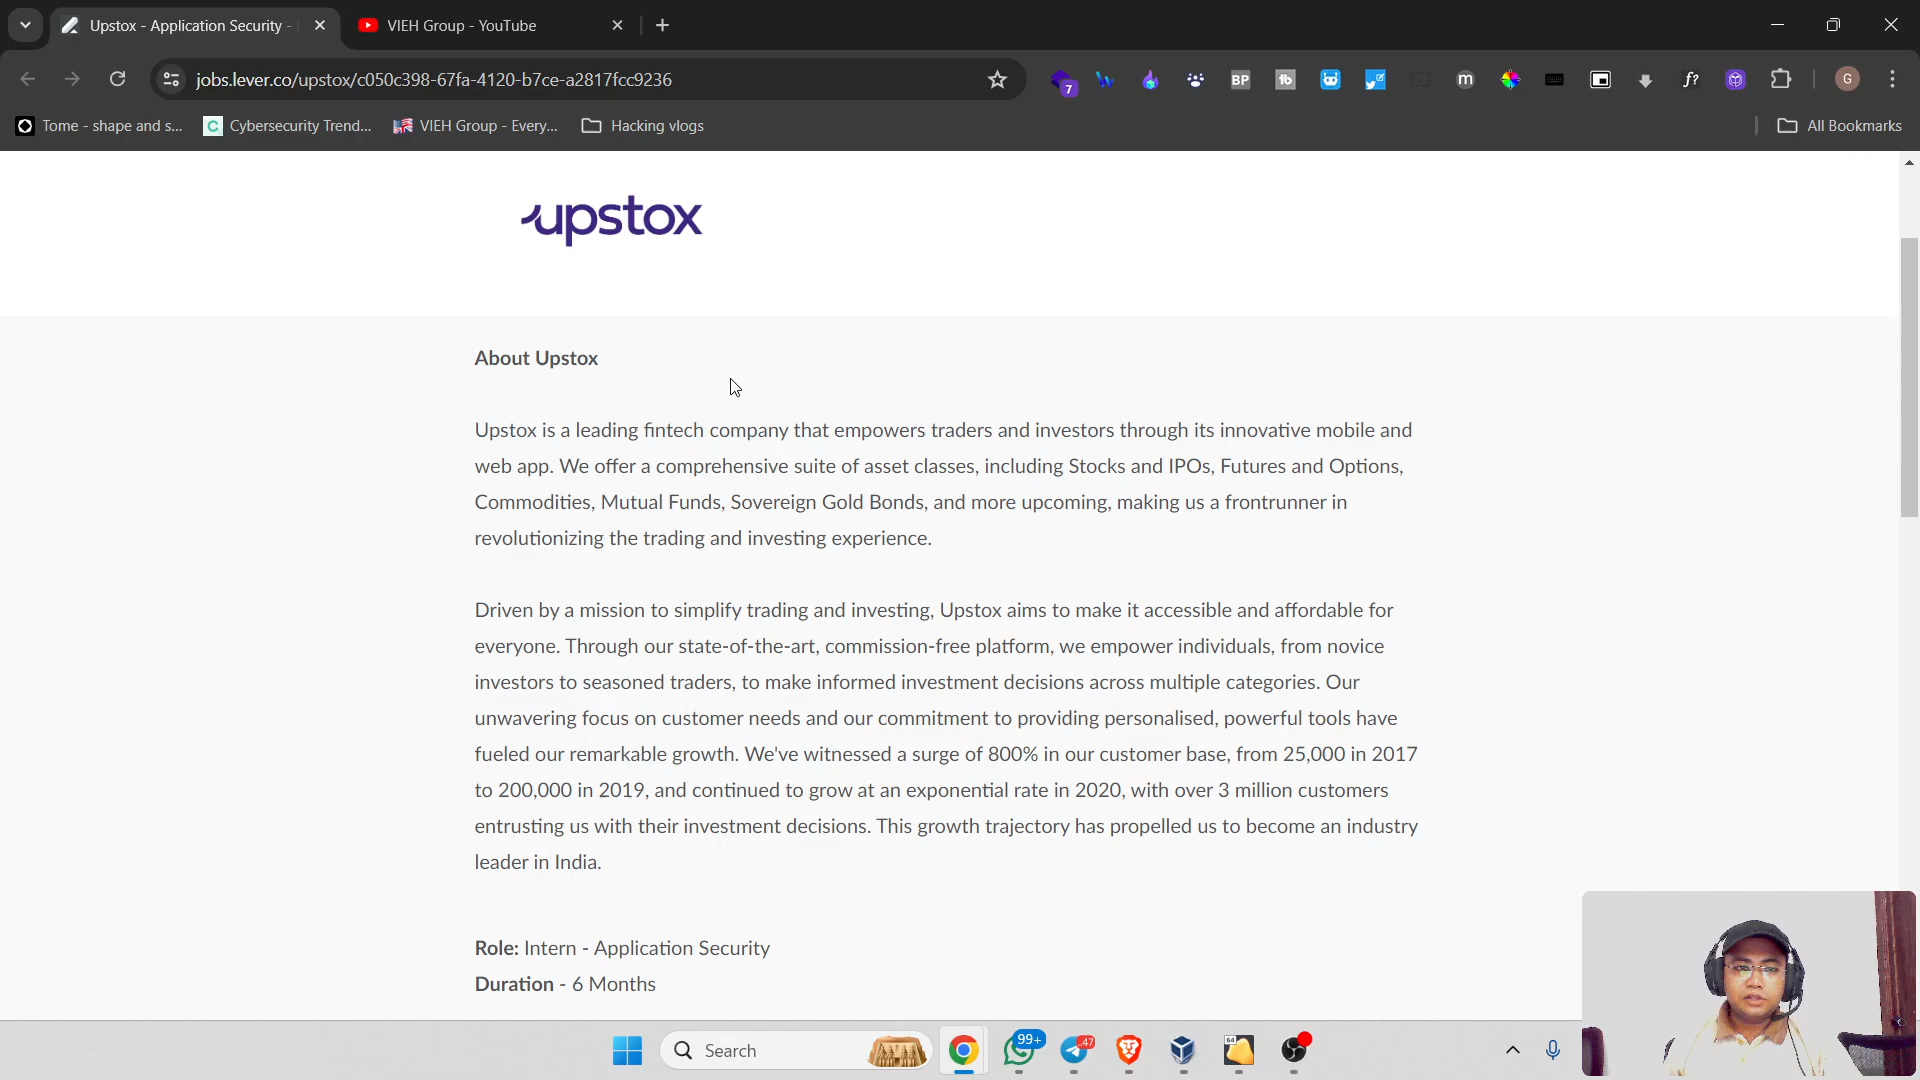 Upstox - Application Security -
VIEH Group - YouTube
jobs.lever.co/upstox/c050c398-67fa-4120-b7ce-a2817fcc9236
7
BP
m
f?
G
Tome - shape and s...
Cybersecurity Trend...
VIEH Group - Every...
Hacking vlogs
All Bookmarks
upstox
About Upstox
Upstox is a leading fintech company that empowers traders and investors through its innovative mobile and
web app. We offer a comprehensive suite of asset classes, including Stocks and IPOs, Futures and Options,
Commodities, Mutual Funds, Sovereign Gold Bonds, and more upcoming, making us a frontrunner in
revolutionizing the trading and investing experience.
Driven by a mission to simplify trading and investing, Upstox aims to make it accessible and affordable for
everyone. Through our state-of-the-art, commission-free platform, we empower individuals, from novice
investors to seasoned traders, to make informed investment decisions across multiple categories. Our
unwavering focus on customer needs and our commitment to providing personalised, powerful tools have
fueled our remarkable growth. We've witnessed a surge of 800% in our customer base, from 25,000 in 2017
to 200,000 in 2019, and continued to grow at an exponential rate in 2020, with over 3 million customers
entrusting us with their investment decisions. This growth trajectory has propelled us to become an industry
leader in India.
Role: Intern - Application Security
Duration - 6 Months
Search
99+
..47
64